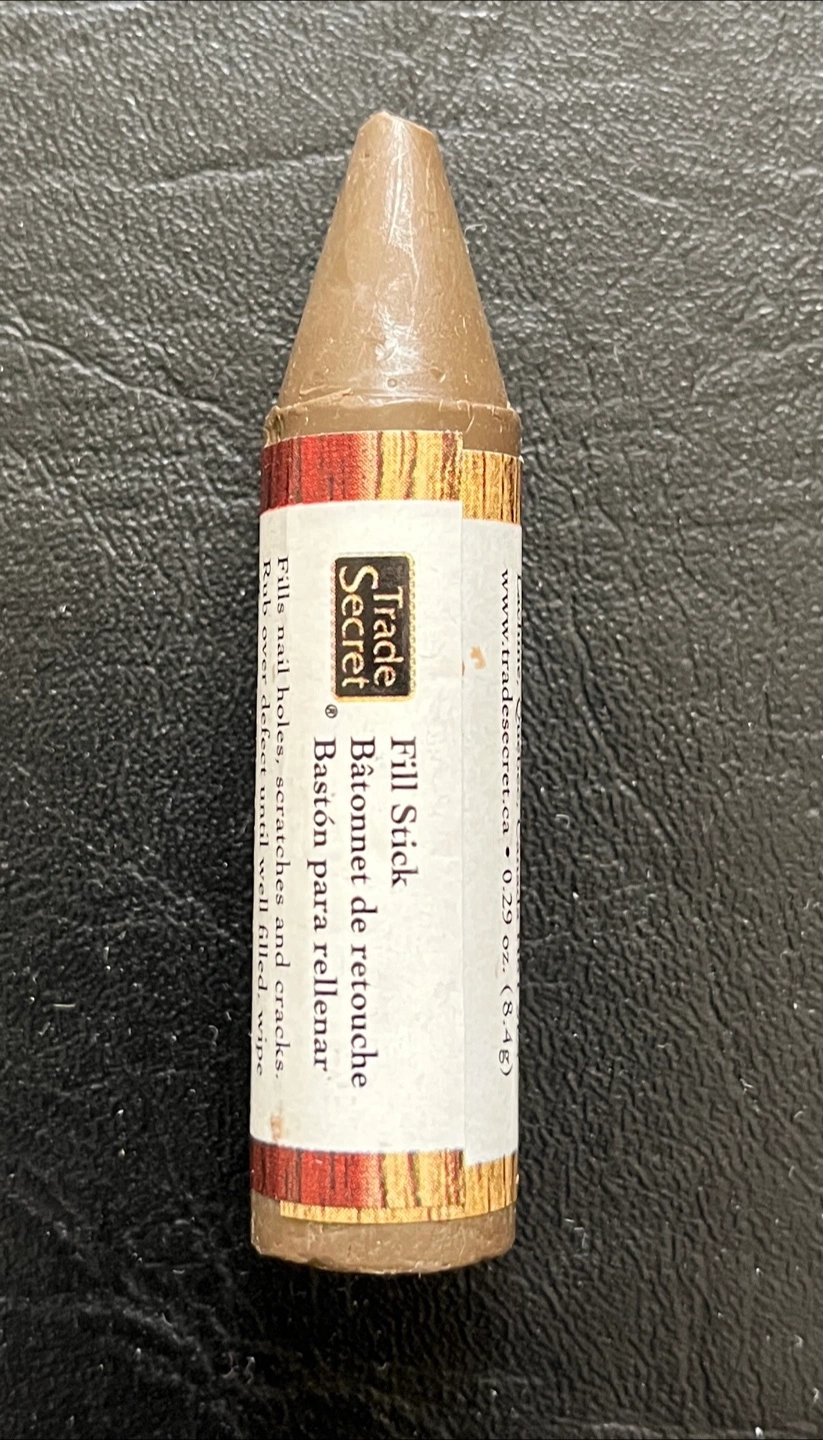 Trade
Secret®
Fill Stick
Bâtonnet de retouche
Bastón para rellenar
Fills nail holes, scratches and cracks.
Rub over defect until well filled, wipe
www.tradesecret.ca • 0.29 oz. (8.4g)